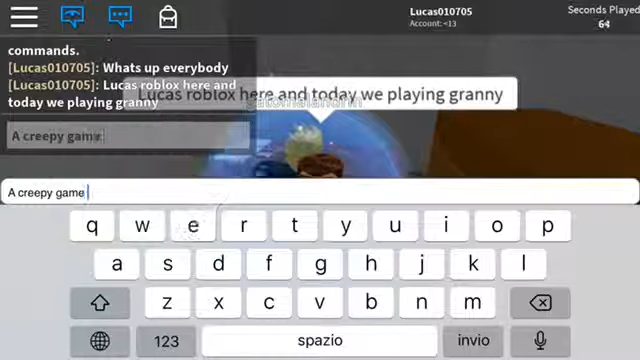 Lucas010705
Account: <13
Seconds Played
64
commands.
[Lucas010705]: Whats up everybody
[Lucas010705]: Lucas roblox here and
today we playing granny
Lucas roblox here and today we playing granny
A creepy game
A creepy game
q w e r t y u i o p
a s d f g h j k l
z x c v b n m
123 spazio invio